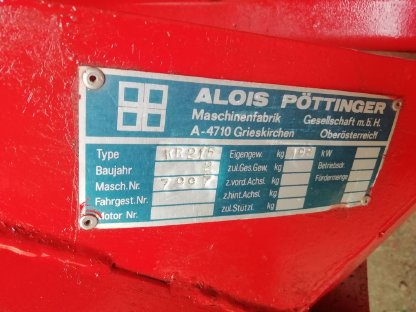 ALOIS PÖTTINGER
Maschinenfabrik Gesellschaft m.b.H.
A-4710 Grieskirchen Oberösterreich
Type Eigengew. kg kW
Baujahr zul.Ges.Gew. kg Betriebsdr.
Masch.Nr. z.vord.Achsl. kg Fördermenge
Fahrgest.Nr. z.hint.Achsl. kg
Motor Nr. zul.Stützl. kg